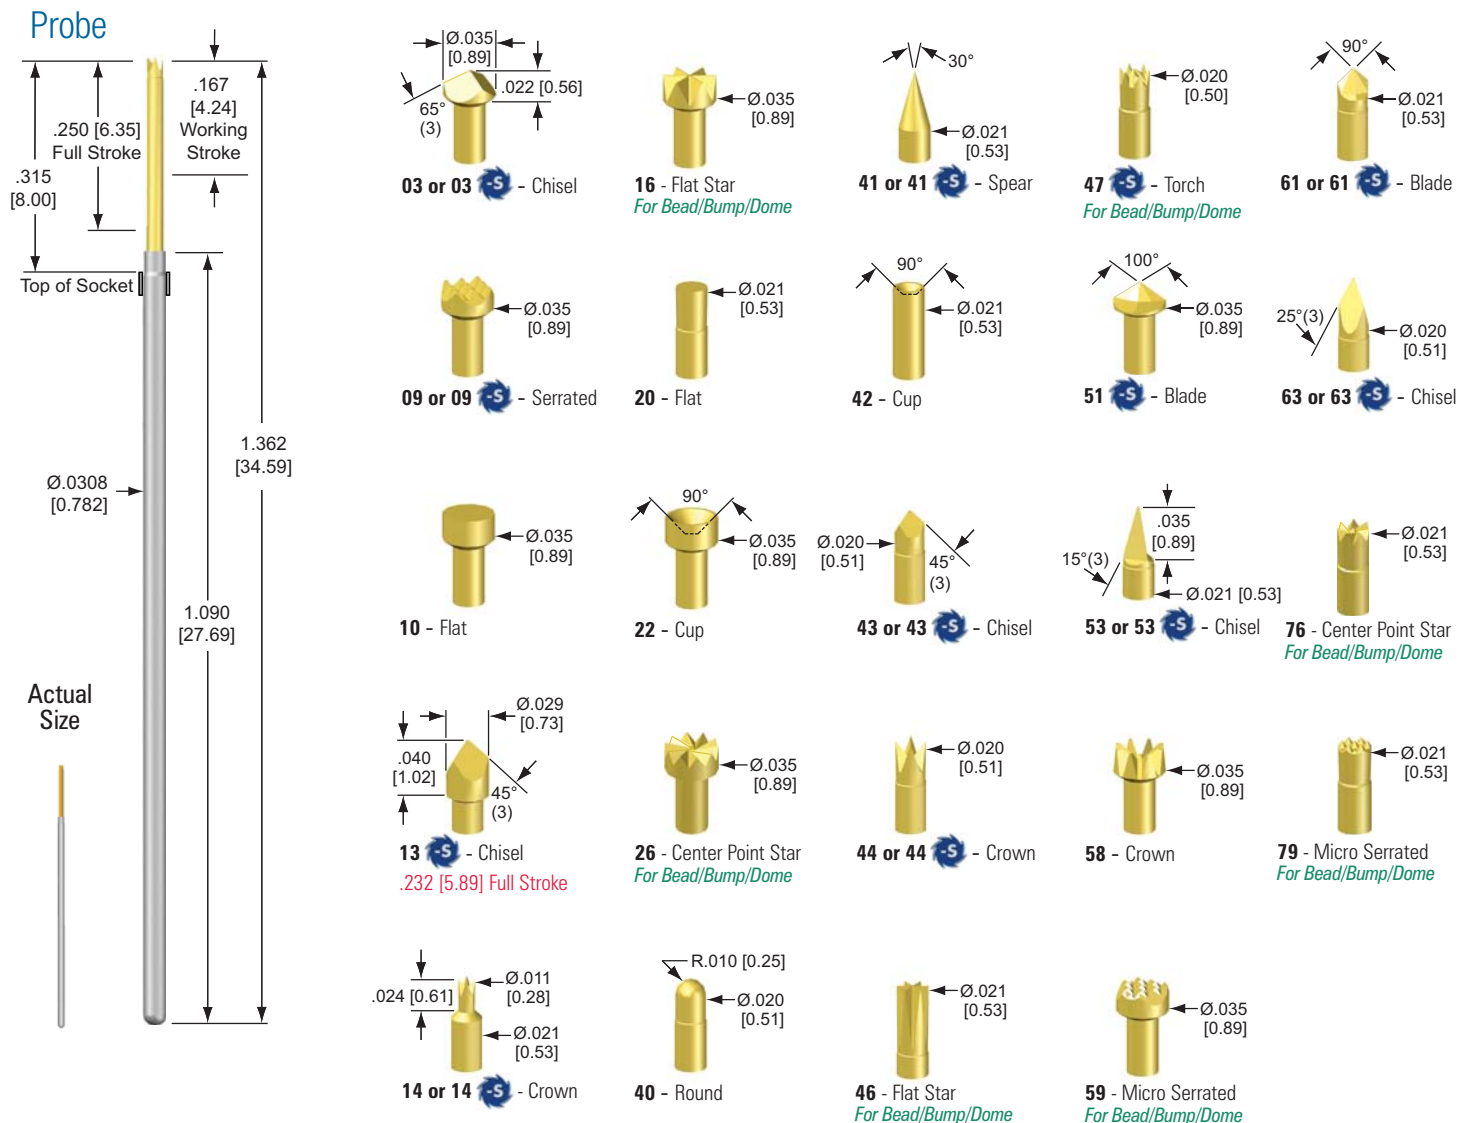 Probe
.167
[4.24]
Working
Stroke
.250 [6.35]
Full Stroke
.315
[8.00]
Top of Socket
1.362
[34.59]
Ø.0308
[0.782]
1.090
[27.69]
Actual
Size
Ø.035
[0.89]
.022 [0.56]
65°
(3)
03 or 03 -S - Chisel
Ø.035
[0.89]
16 - Flat Star
For Bead/Bump/Dome
30°
Ø.021
[0.53]
41 or 41 -S - Spear
Ø.020
[0.50]
47 -S - Torch
For Bead/Bump/Dome
90°
Ø.021
[0.53]
61 or 61 -S - Blade
Ø.035
[0.89]
09 or 09 -S - Serrated
Ø.021
[0.53]
20 - Flat
90°
Ø.021
[0.53]
42 - Cup
100°
Ø.035
[0.89]
51 -S - Blade
25°(3)
Ø.020
[0.51]
63 or 63 -S - Chisel
Ø.035
[0.89]
10 - Flat
90°
Ø.035
[0.89]
22 - Cup
Ø.020
[0.51]
45°
(3)
43 or 43 -S - Chisel
.035
[0.89]
15°(3)
Ø.021 [0.53]
53 or 53 -S - Chisel
Ø.021
[0.53]
76 - Center Point Star
For Bead/Bump/Dome
Ø.029
[0.73]
.040
[1.02]
45°
(3)
13 -S - Chisel
.232 [5.89] Full Stroke
Ø.035
[0.89]
26 - Center Point Star
For Bead/Bump/Dome
Ø.020
[0.51]
44 or 44 -S - Crown
Ø.035
[0.89]
58 - Crown
Ø.021
[0.53]
79 - Micro Serrated
For Bead/Bump/Dome
Ø.011
[0.28]
.024 [0.61]
Ø.021
[0.53]
14 or 14 -S - Crown
R.010 [0.25]
Ø.020
[0.51]
40 - Round
Ø.021
[0.53]
46 - Flat Star
For Bead/Bump/Dome
Ø.035
[0.89]
59 - Micro Serrated
For Bead/Bump/Dome